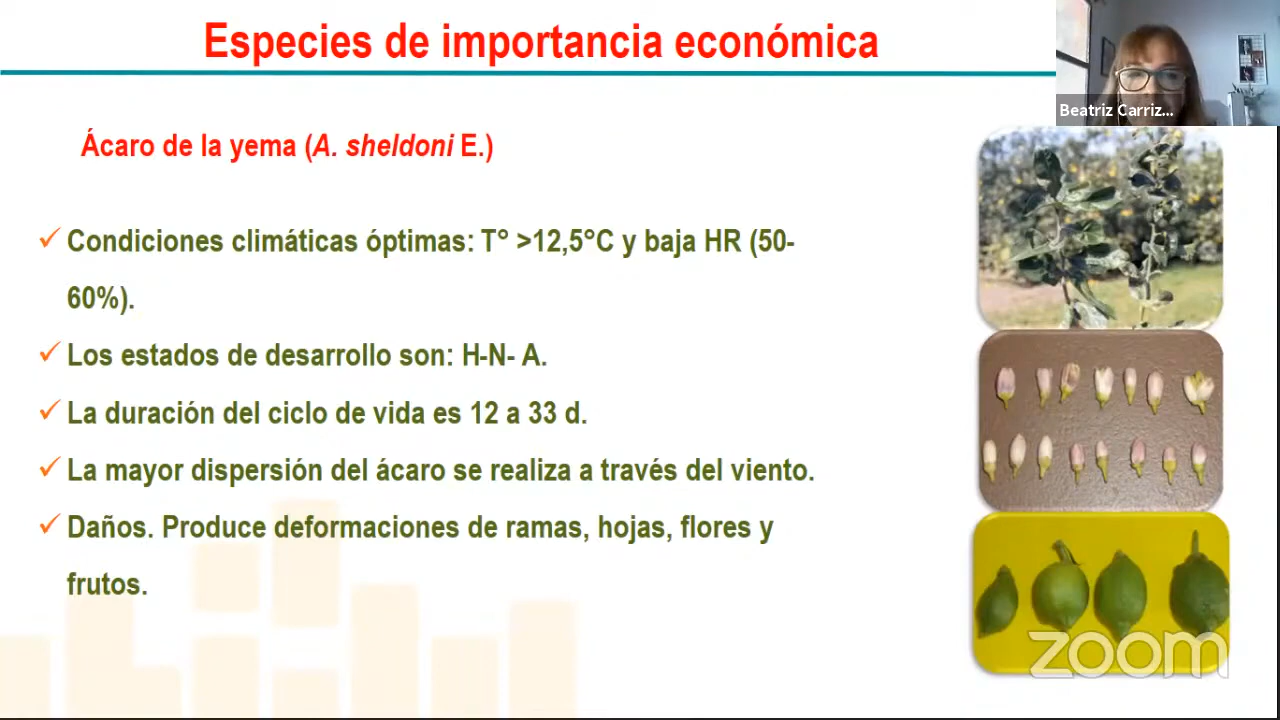 Especies de importancia económica
Beatriz Carriz...
Ácaro de la yema (A. sheldoni E.)
Condiciones climáticas óptimas: T° >12,5°C y baja HR (50-
60%).
Los estados de desarrollo son: H-N- A.
La duración del ciclo de vida es 12 a 33 d.
La mayor dispersión del ácaro se realiza a través del viento.
Daños. Produce deformaciones de ramas, hojas, flores y
frutos.
zoom